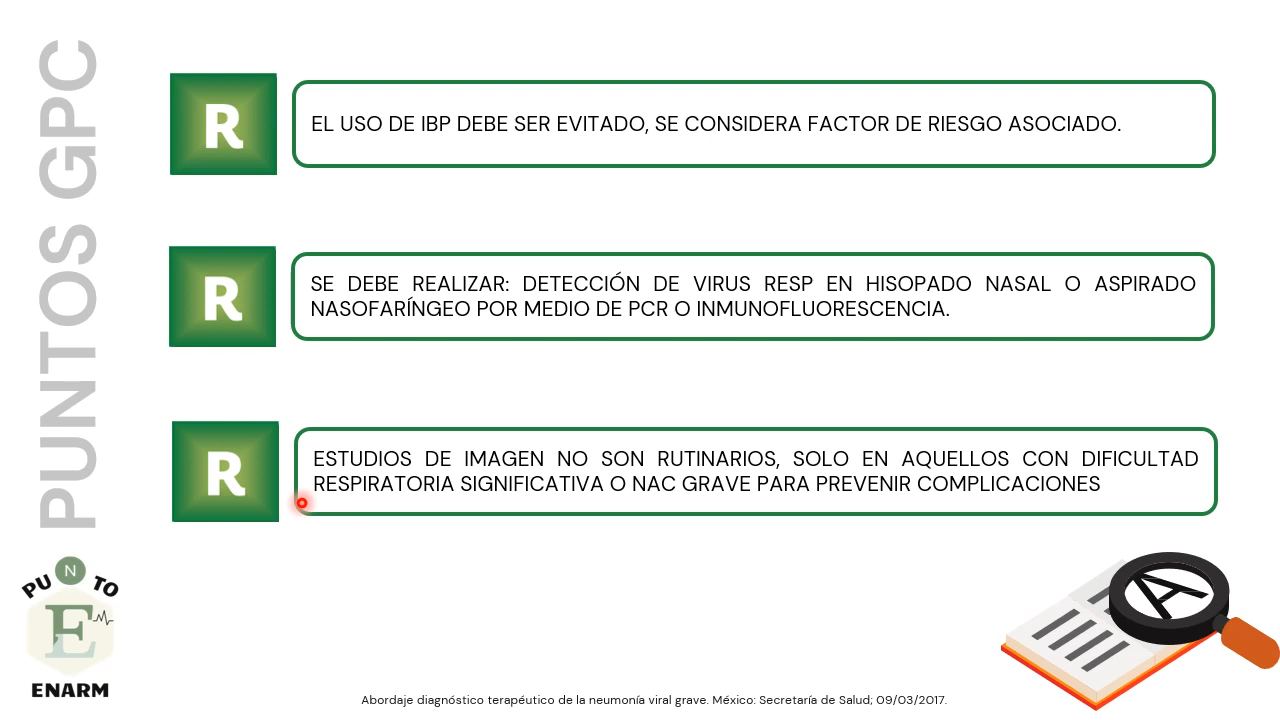 PUNTOS GPC
R
EL USO DE IBP DEBE SER EVITADO, SE CONSIDERA FACTOR DE RIESGO ASOCIADO.
R
SE DEBE REALIZAR: DETECCIÓN DE VIRUS RESP EN HISOPADO NASAL O ASPIRADO
NASOFARÍNGEO POR MEDIO DE PCR O INMUNOFLUORESCENCIA.
R
ESTUDIOS DE IMAGEN NO SON RUTINARIOS, SOLO EN AQUELLOS CON DIFICULTAD
RESPIRATORIA SIGNIFICATIVA O NAC GRAVE PARA PREVENIR COMPLICACIONES
PUNTO
E
ENARM
A
Abordaje diagnóstico terapéutico de la neumonía viral grave. México: Secretaría de Salud; 09/03/2017.